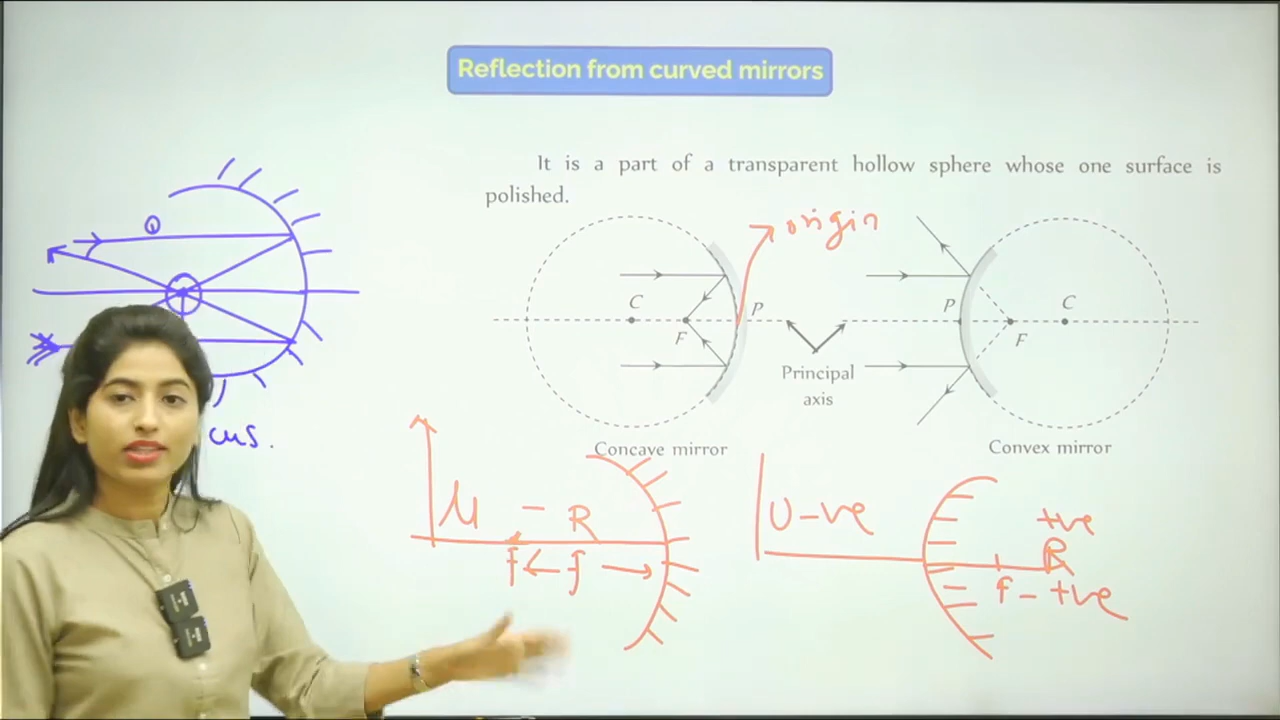 Reflection from curved mirrors
It is a part of a transparent hollow sphere whose one surface is
polished.
origin
Q
C
P
F
P
C
F
Principal
axis
Concave mirror
Convex mirror
cus.
u − R
f ← f →
U-ve
+ve
R
f - +ve